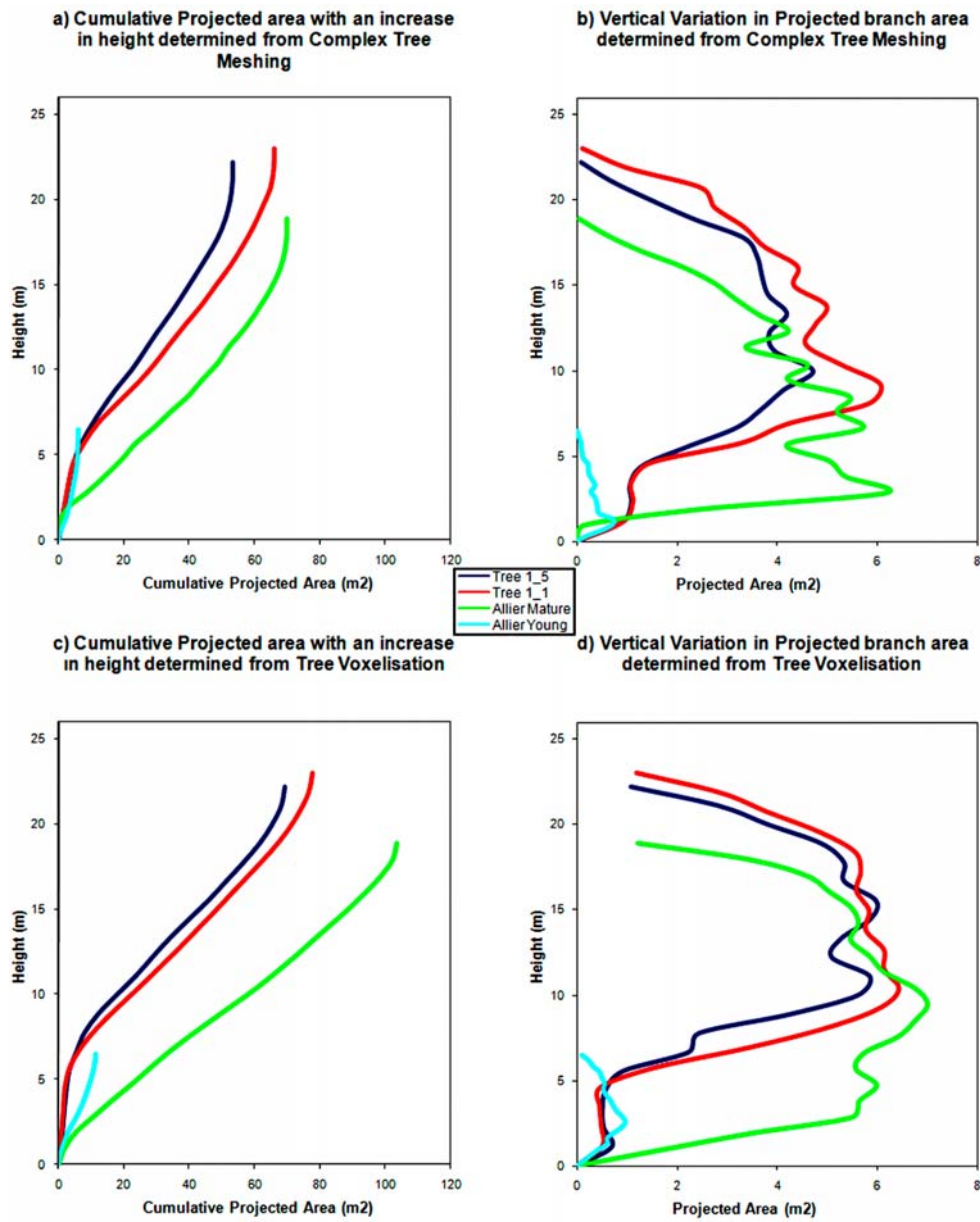 a) Cumulative Projected area with an increase
in height determined from Complex Tree
Meshing
25
20
15
10
5
0
Height (m)
0 20 40 60 80 100 120
Cumulative Projected Area (m2)
b) Vertical Variation in Projected branch area
determined from Complex Tree Meshing
25
20
15
10
5
0
Height (m)
0 2 4 6 8
Projected Area (m2)
Tree 1_5
Tree 1_1
Allier Mature
Allier Young
c) Cumulative Projected area with an increase
in height determined from Tree Voxelisation
25
20
15
10
5
0
Height (m)
0 20 40 60 80 100 120
Cumulative Projected Area (m2)
d) Vertical Variation in Projected branch area
determined from Tree Voxelisation
25
20
15
10
5
0
Height (m)
0 2 4 6 8
Projected Area (m2)